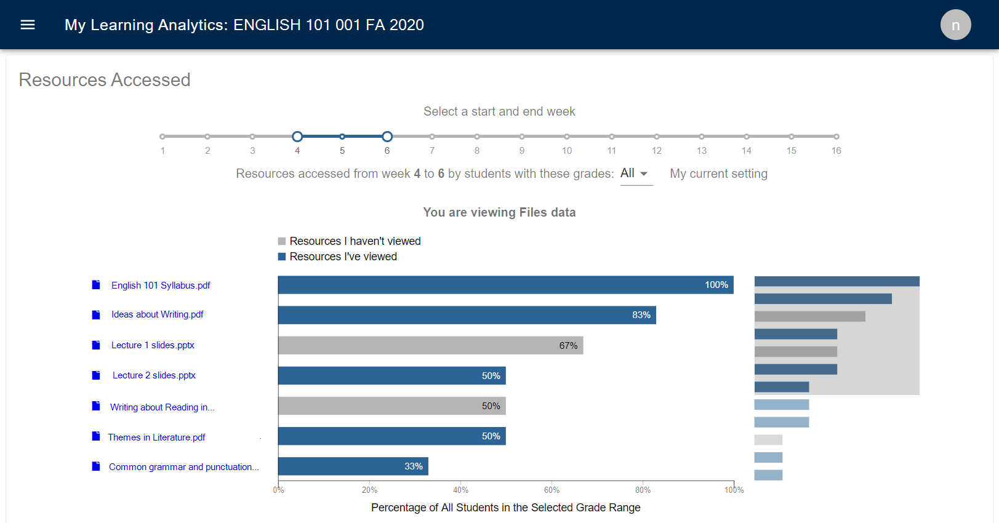 My Learning Analytics: ENGLISH 101 001 FA 2020
n
Resources Accessed
Select a start and end week
1 2 3 4 5 6 7 8 9 10 11 12 13 14 15 16
Resources accessed from week 4 to 6 by students with these grades: All My current setting
You are viewing Files data
Resources I haven't viewed
Resources I've viewed
English 101 Syllabus.pdf 100%
Ideas about Writing.pdf 83%
Lecture 1 slides.pptx 67%
Lecture 2 slides.pptx 50%
Writing about Reading in... 50%
Themes in Literature.pdf 50%
Common grammar and punctuation... 33%
0% 20% 40% 60% 80% 100%
Percentage of All Students in the Selected Grade Range